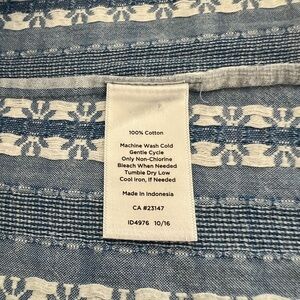 100% Cotton
Machine Wash Cold
Gentle Cycle
Only Non-Chlorine
Bleach When Needed
Tumble Dry Low
Cool Iron, If Needed
Made in Indonesia
CA #23147
ID4976 10/16